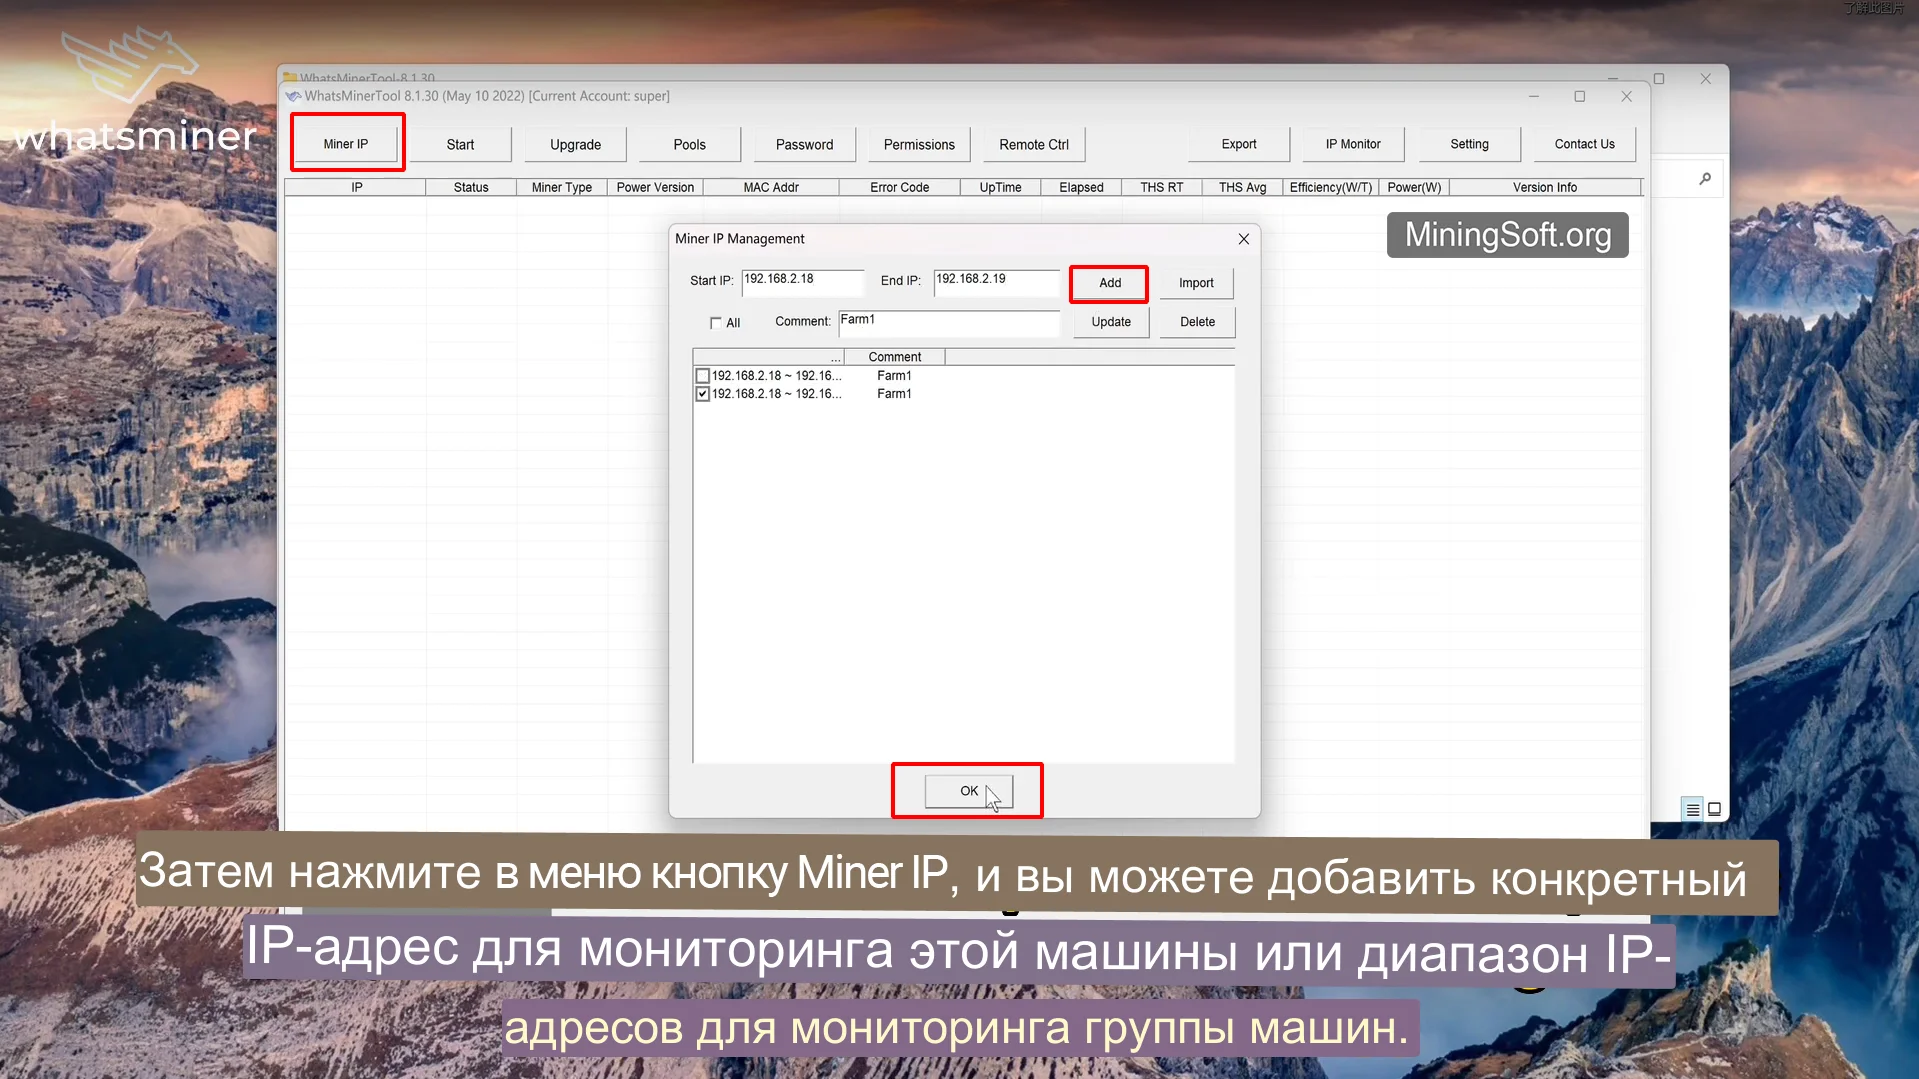 了解此图片
whatsminer
WhatsMinerTool-8.1.30
WhatsMinerTool 8.1.30 (May 10 2022) [Current Account: super]
Miner IP Start Upgrade Pools Password Permissions Remote Ctrl Export IP Monitor Setting Contact Us
IP Status Miner Type Power Version MAC Addr Error Code UpTime Elapsed THS RT THS Avg Efficiency(W/T) Power(W) Version Info
MiningSoft.org
Miner IP Management
Start IP: 192.168.2.18 End IP: 192.168.2.19 Add Import
All Comment: Farm1 Update Delete
... Comment
192.168.2.18 ~ 192.16... Farm1
192.168.2.18 ~ 192.16... Farm1
OK
Затем нажмите в меню кнопку Miner IP, и вы можете добавить конкретный
IP-адрес для мониторинга этой машины или диапазон IP-
адресов для мониторинга группы машин.